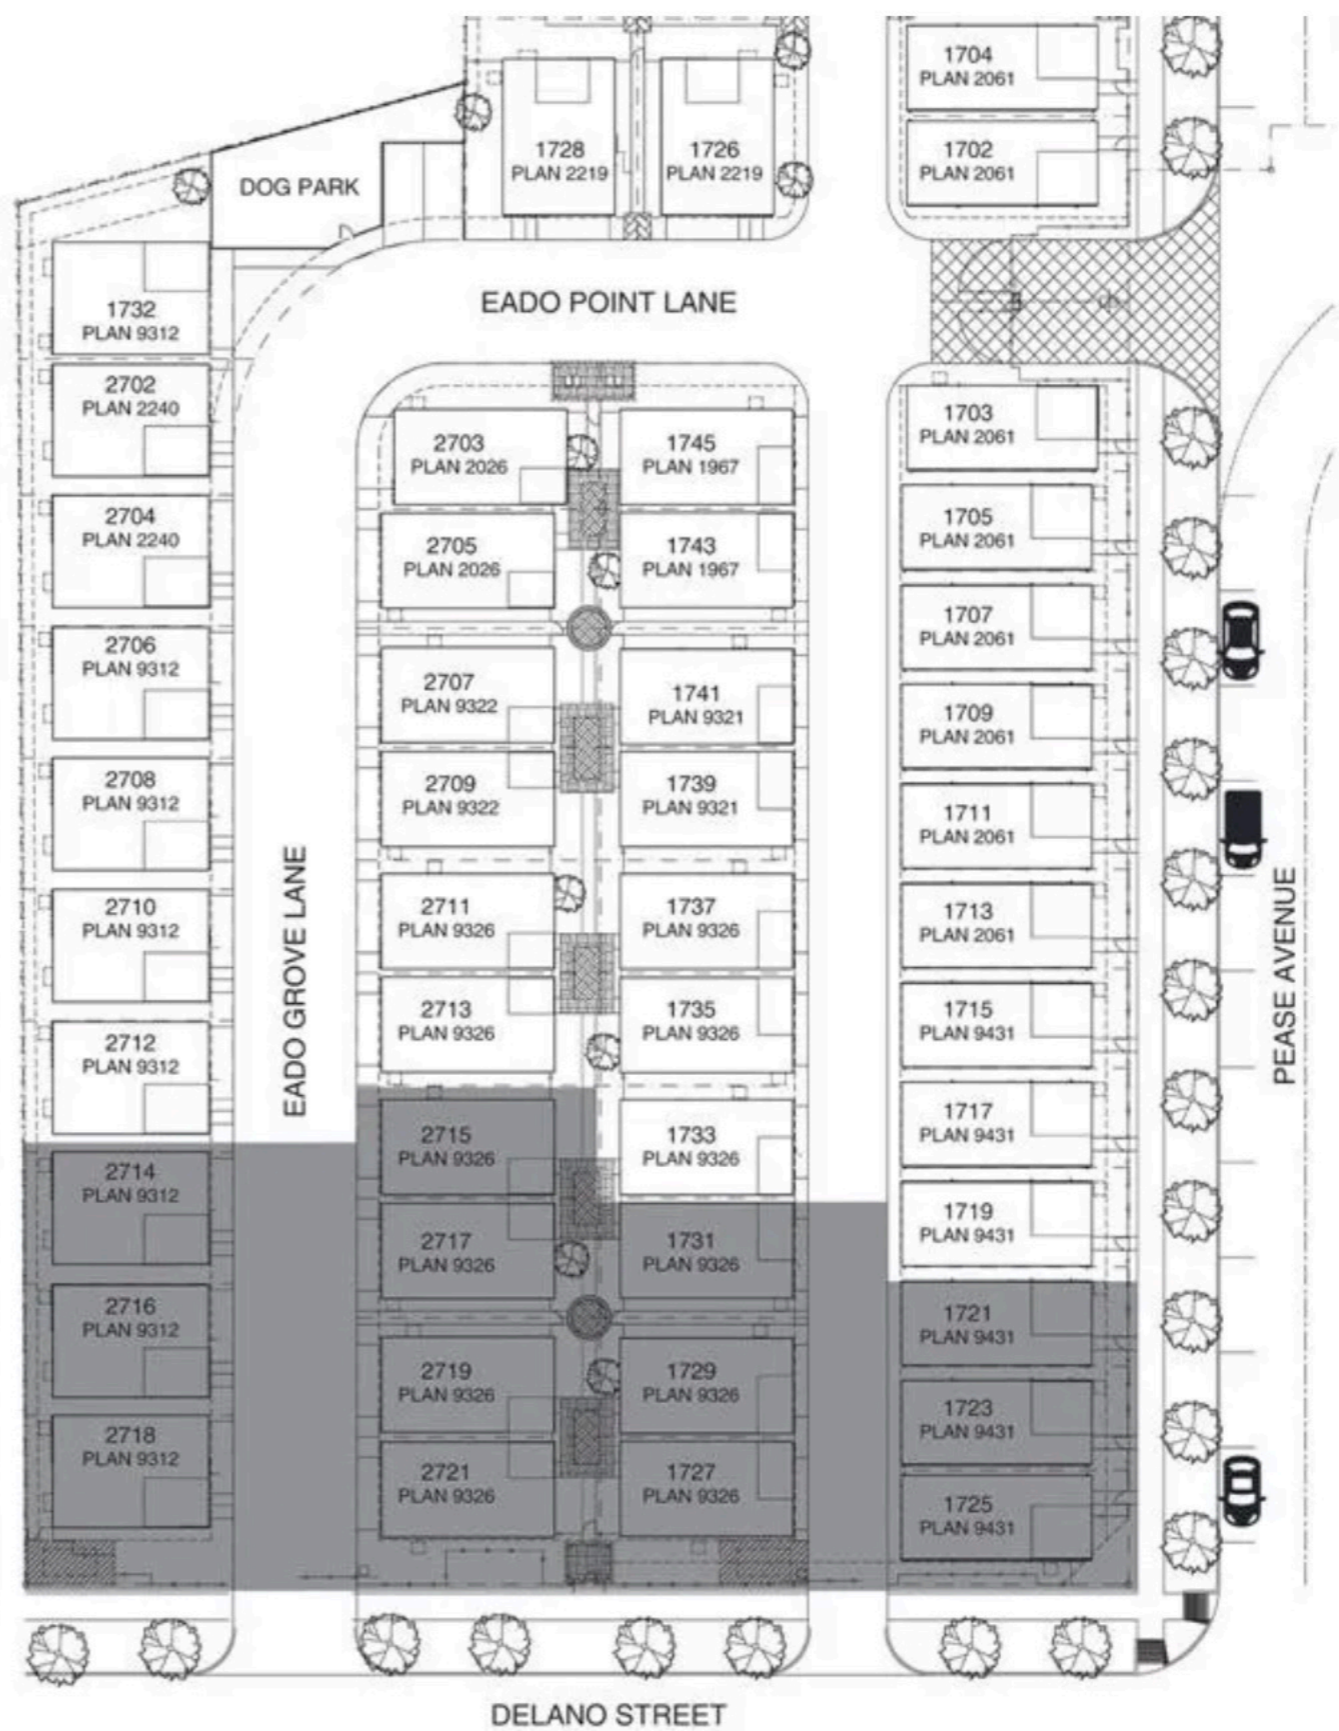 1704
PLAN 2061
1702
PLAN 2061
1728
PLAN 2219
1726
PLAN 2219
DOG PARK
EADO POINT LANE
1732
PLAN 9312
2702
PLAN 2240
2704
PLAN 2240
2706
PLAN 9312
2708
PLAN 9312
2710
PLAN 9312
2712
PLAN 9312
2714
PLAN 9312
2716
PLAN 9312
2718
PLAN 9312
EADO GROVE LANE
2703
PLAN 2026
2705
PLAN 2026
2707
PLAN 9322
2709
PLAN 9322
2711
PLAN 9326
2713
PLAN 9326
2715
PLAN 9326
2717
PLAN 9326
2719
PLAN 9326
2721
PLAN 9326
1745
PLAN 1967
1743
PLAN 1967
1741
PLAN 9321
1739
PLAN 9321
1737
PLAN 9326
1735
PLAN 9326
1733
PLAN 9326
1731
PLAN 9326
1729
PLAN 9326
1727
PLAN 9326
1703
PLAN 2061
1705
PLAN 2061
1707
PLAN 2061
1709
PLAN 2061
1711
PLAN 2061
1713
PLAN 2061
1715
PLAN 9431
1717
PLAN 9431
1719
PLAN 9431
1721
PLAN 9431
1723
PLAN 9431
1725
PLAN 9431
PEASE AVENUE
DELANO STREET